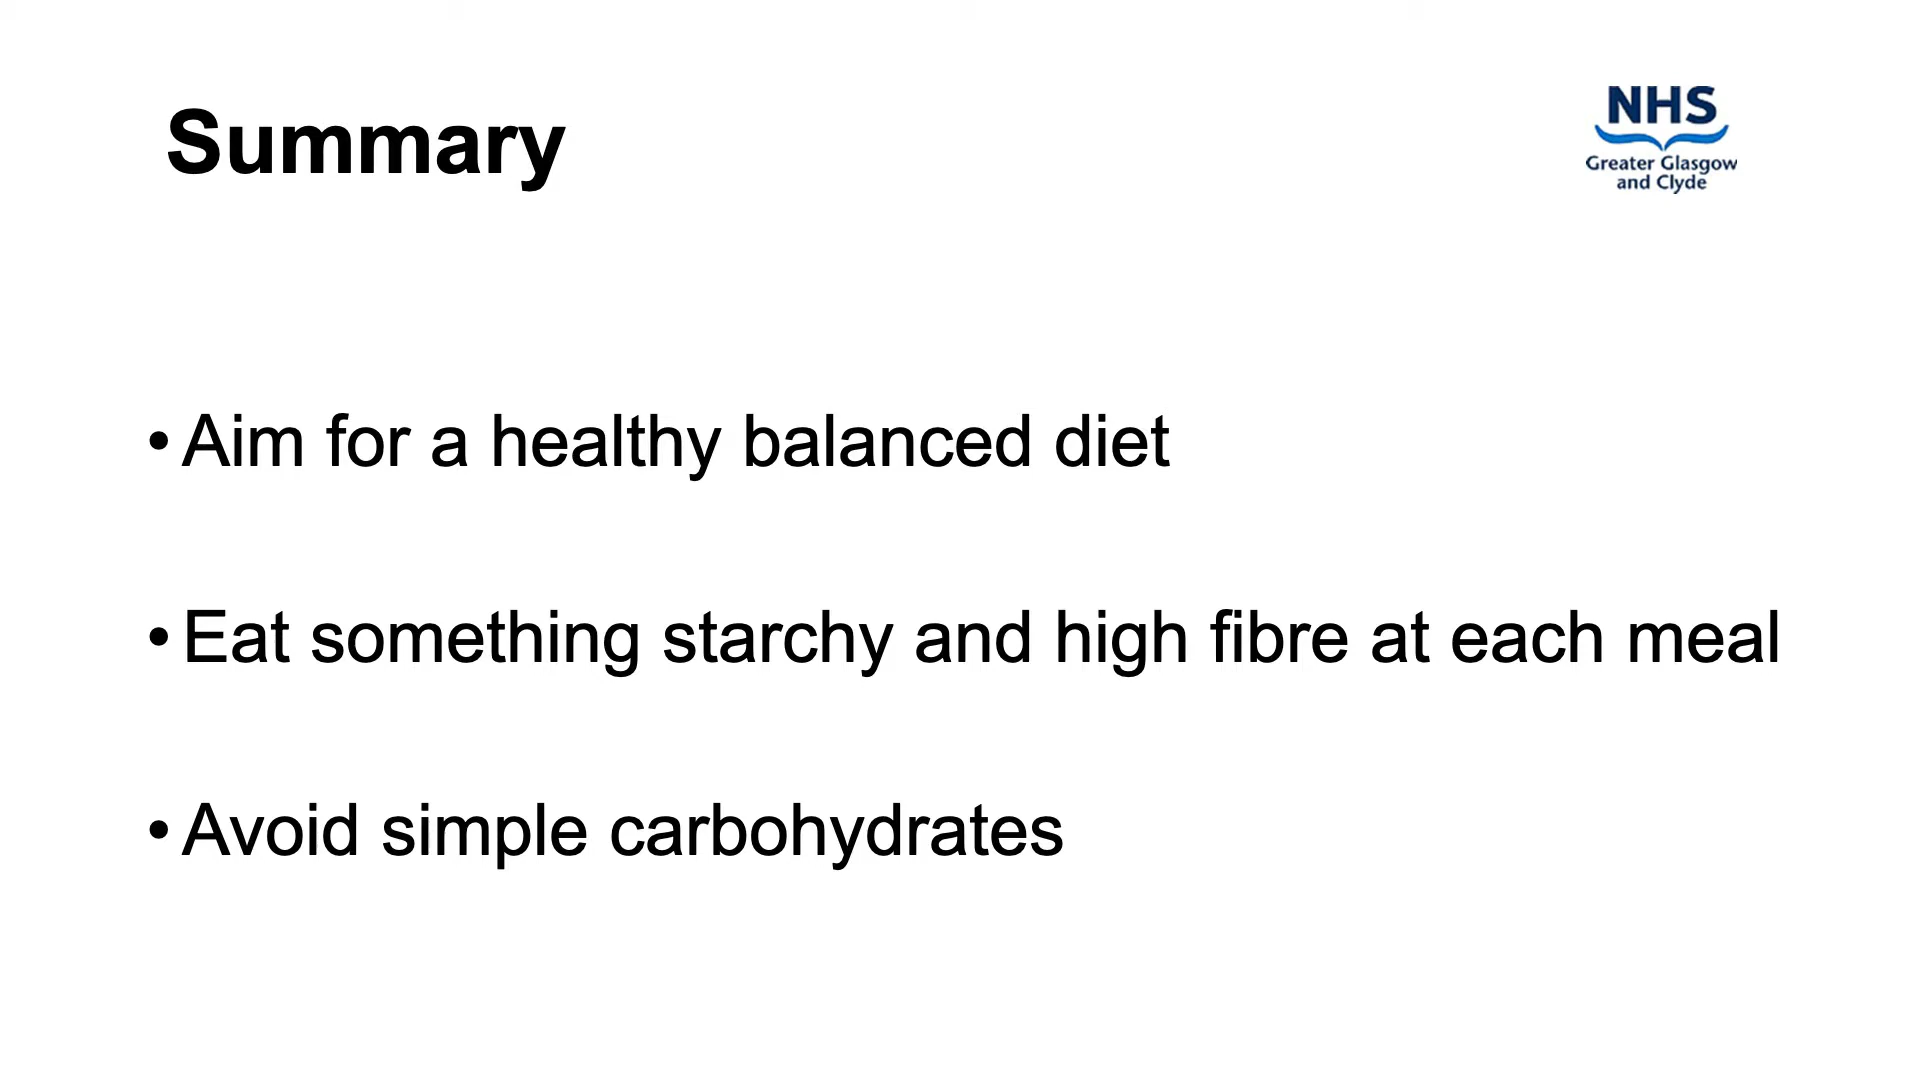 Summary
NHS
Greater Glasgow
and Clyde
• Aim for a healthy balanced diet
• Eat something starchy and high fibre at each meal
• Avoid simple carbohydrates